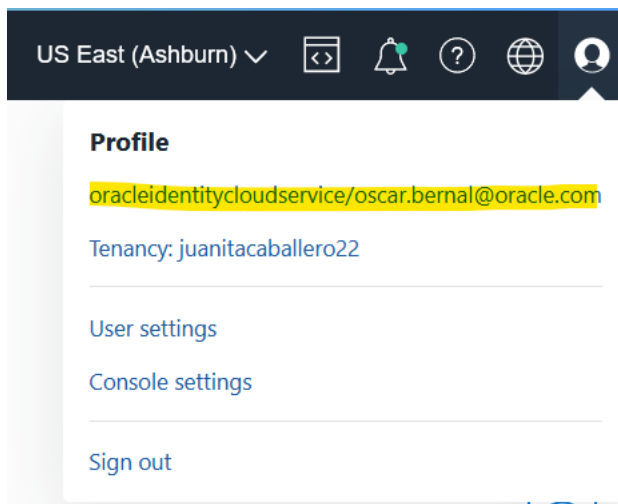 US East (Ashburn)
Profile
oracleidentitycloudservice/oscar.bernal@oracle.com
Tenancy: juanitacaballero22
User settings
Console settings
Sign out